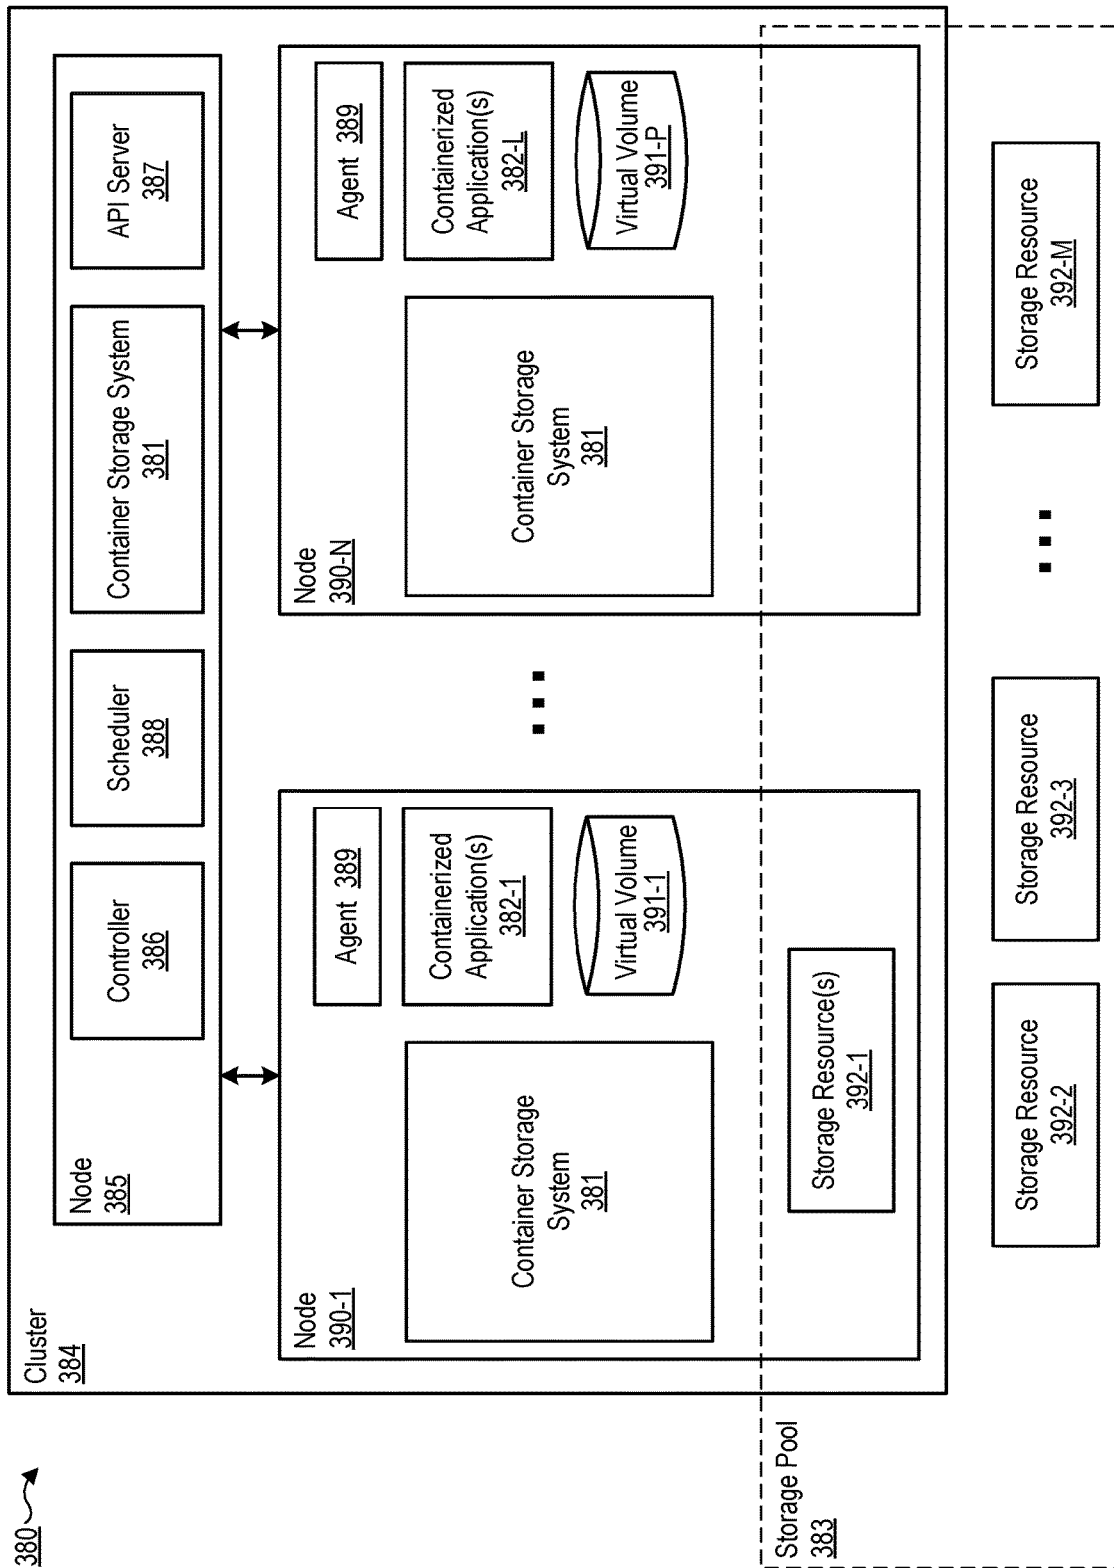 380
Cluster
384
Node
385
Controller
386
Scheduler
388
Container Storage System
381
API Server
387
Node
390-1
Container Storage
System
381
Agent 389
Containerized
Application(s)
382-1
Virtual Volume
391-1
Storage Resource(s)
392-1
Node
390-N
Container Storage
System
381
Agent 389
Containerized
Application(s)
382-L
Virtual Volume
391-P
Storage Pool
383
Storage Resource
392-2
Storage Resource
392-3
Storage Resource
392-M